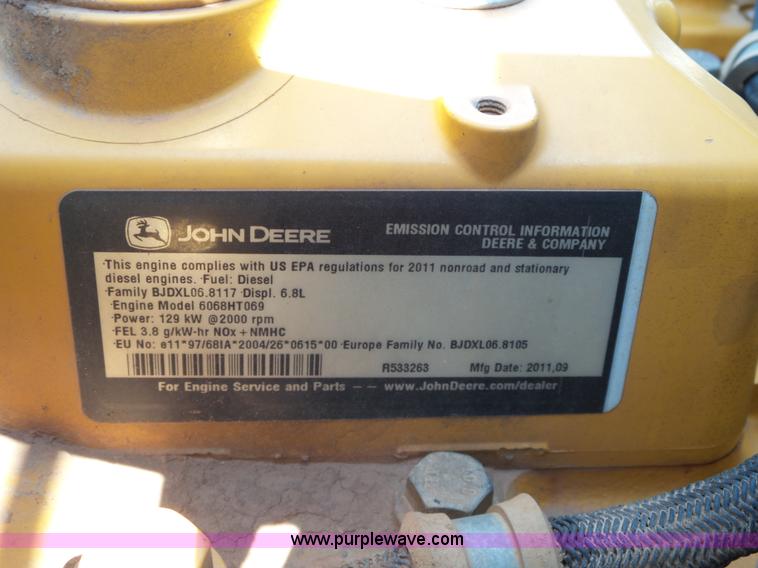 JOHN DEERE
EMISSION CONTROL INFORMATION
DEERE & COMPANY
This engine complies with US EPA regulations for 2011 nonroad and stationary
diesel engines. Fuel: Diesel
Family BJDXL06.8117 Displ. 6.8L
Engine Model 6068HT069
Power: 129 kW @2000 rpm
FEL 3.8 g/kW-hr NOx + NMHC
EU No: e11*97/68IA*2004/26*0615*00 Europe Family No. BJDXL06.8105
R533263 Mfg Date: 2011,09
For Engine Service and Parts -- www.JohnDeere.com/dealer
www.purplewave.com